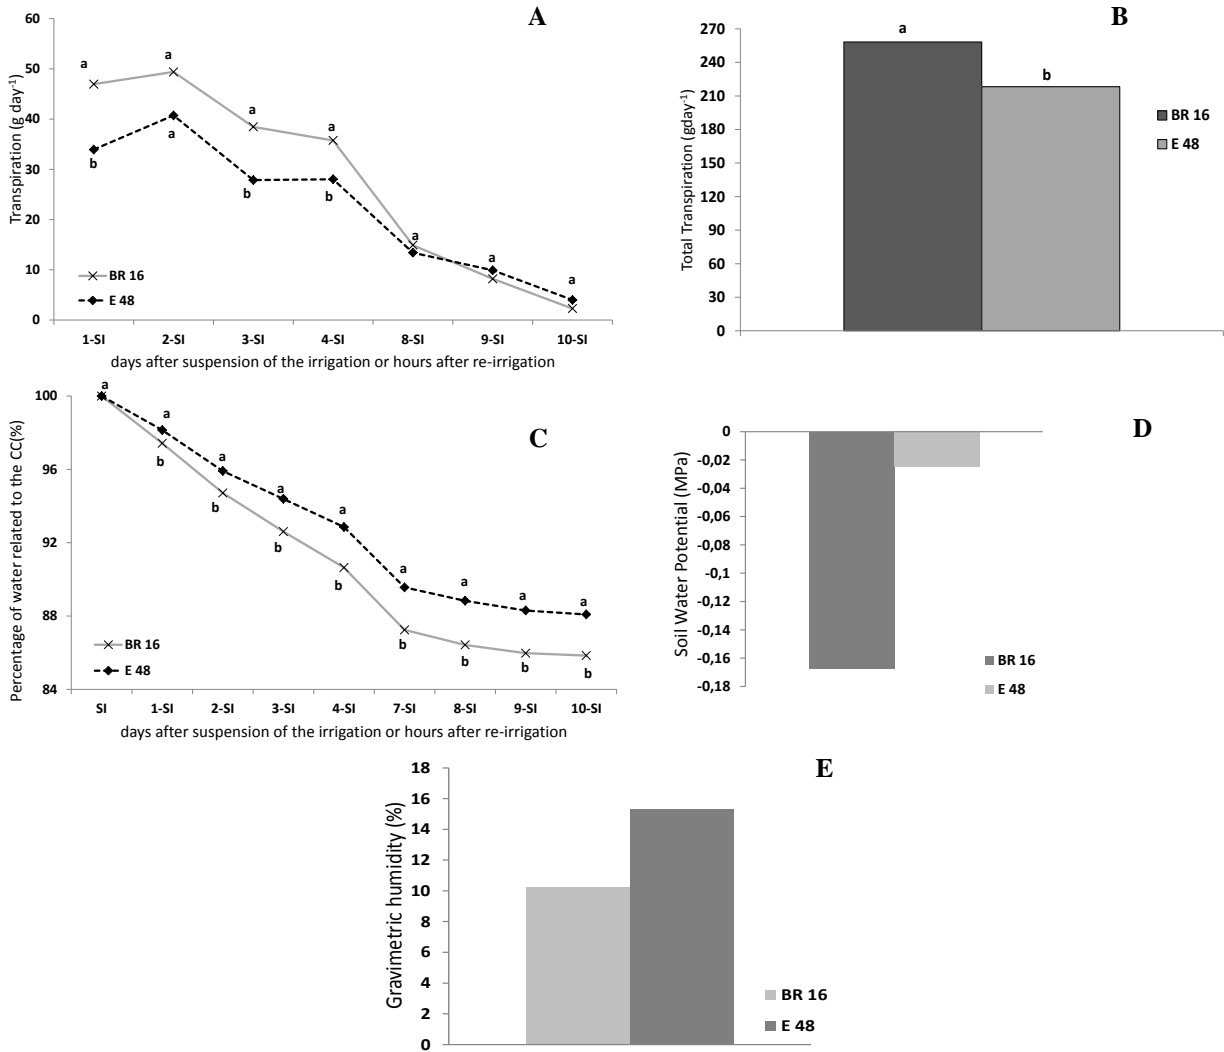 A
60
50
40
30
20
10
0
Transpiration (g day-1)
a
a
a
a
a
a
a
b
a
b
b
BR 16
E 48
1-SI 2-SI 3-SI 4-SI 8-SI 9-SI 10-SI
days after suspension of the irrigation or hours after re-irrigation
B
270
240
210
180
150
120
90
60
30
0
Total Transpiration (gday-1)
a
b
BR 16
E 48
C
100
96
92
88
84
Percentage of water related to the CC(%)
a
a
a
a
a
a
a
a
a
b
b
b
b
b
b
b
b
BR 16
E 48
SI 1-SI 2-SI 3-SI 4-SI 7-SI 8-SI 9-SI 10-SI
days after suspension of the irrigation or hours after re-irrigation
D
0
-0,02
-0,04
-0,06
-0,08
-0,1
-0,12
-0,14
-0,16
-0,18
Soil Water Potential (MPa)
BR 16
E 48
E
18
16
14
12
10
8
6
4
2
0
Gravimetric humidity (%)
BR 16
E 48